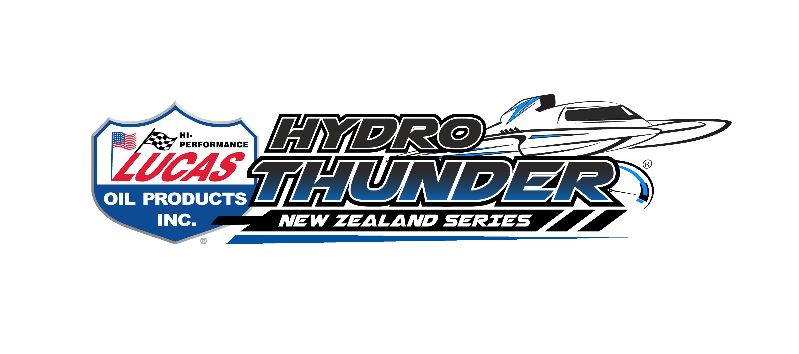 HI-
PERFORMANCE
LUCAS
OIL PRODUCTS
INC.
®
HYDRO
THUNDER
®
NEW ZEALAND SERIES